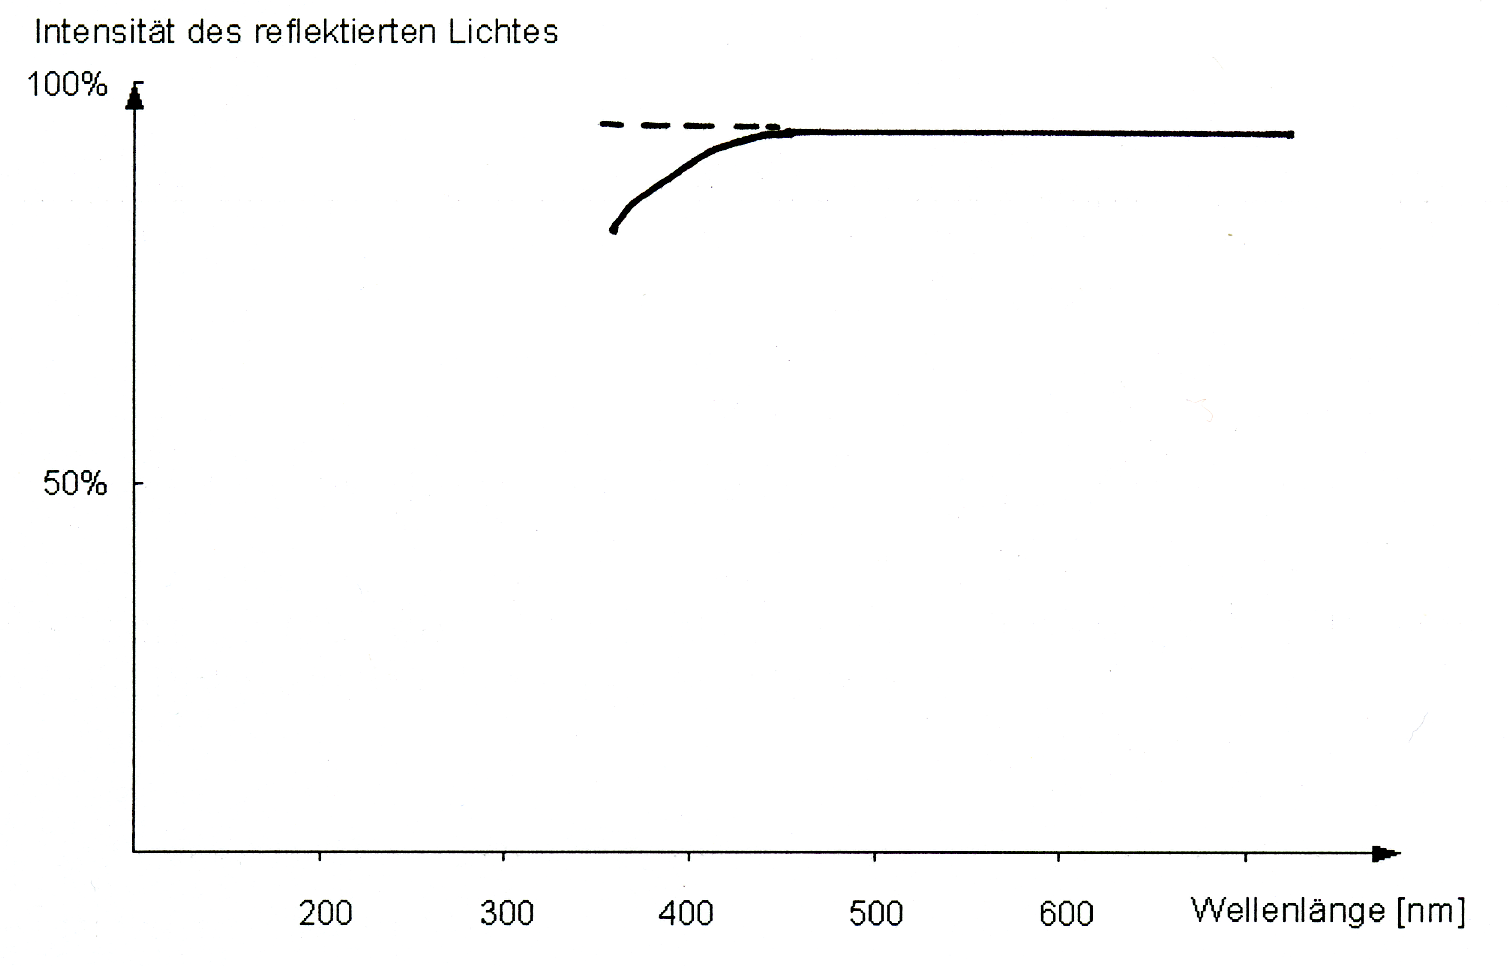 Intensität des reflektierten Lichtes
100%
50%
200 300 400 500 600 Wellenlänge [nm]